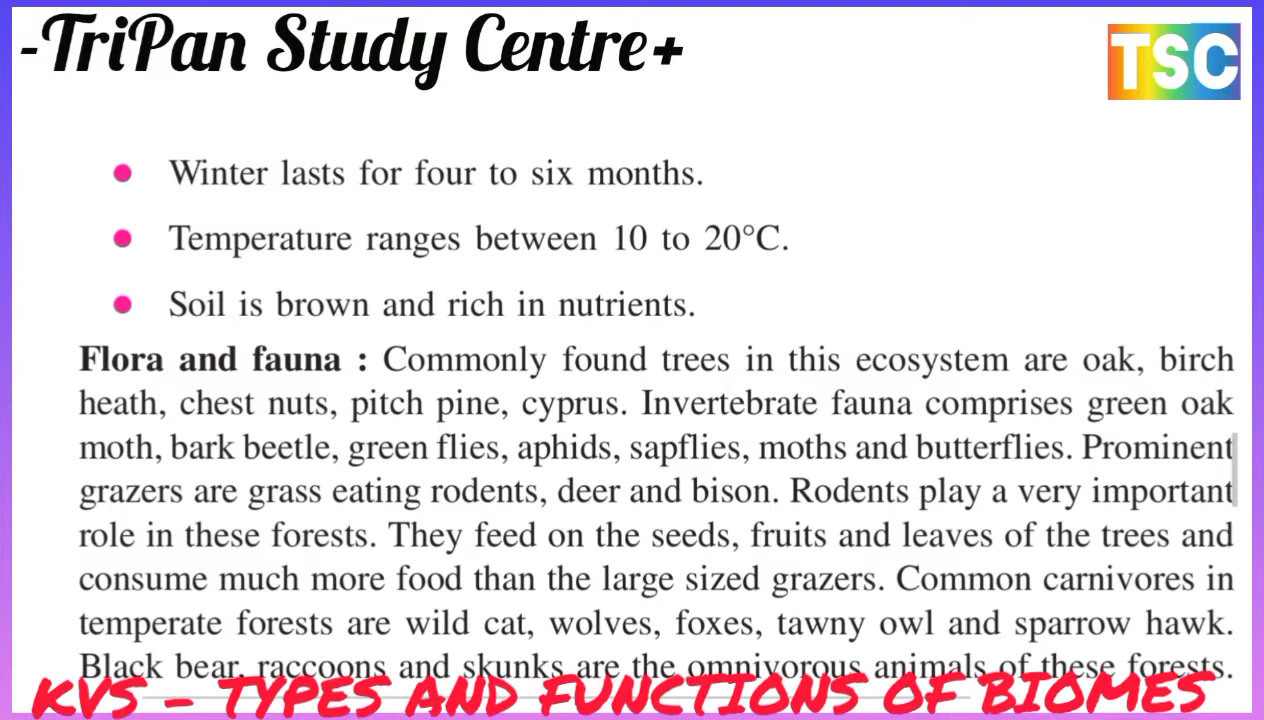 -TriPan Study Centre+
TSC
Winter lasts for four to six months.
Temperature ranges between 10 to 20°C.
Soil is brown and rich in nutrients.
Flora and fauna : Commonly found trees in this ecosystem are oak, birch
heath, chest nuts, pitch pine, cyprus. Invertebrate fauna comprises green oak
moth, bark beetle, green flies, aphids, sapflies, moths and butterflies. Prominent
grazers are grass eating rodents, deer and bison. Rodents play a very important
role in these forests. They feed on the seeds, fruits and leaves of the trees and
consume much more food than the large sized grazers. Common carnivores in
temperate forests are wild cat, wolves, foxes, tawny owl and sparrow hawk.
Black bear, raccoons and skunks are the omnivorous animals of these forests.
KVS - TYPES AND FUNCTIONS OF BIOMES